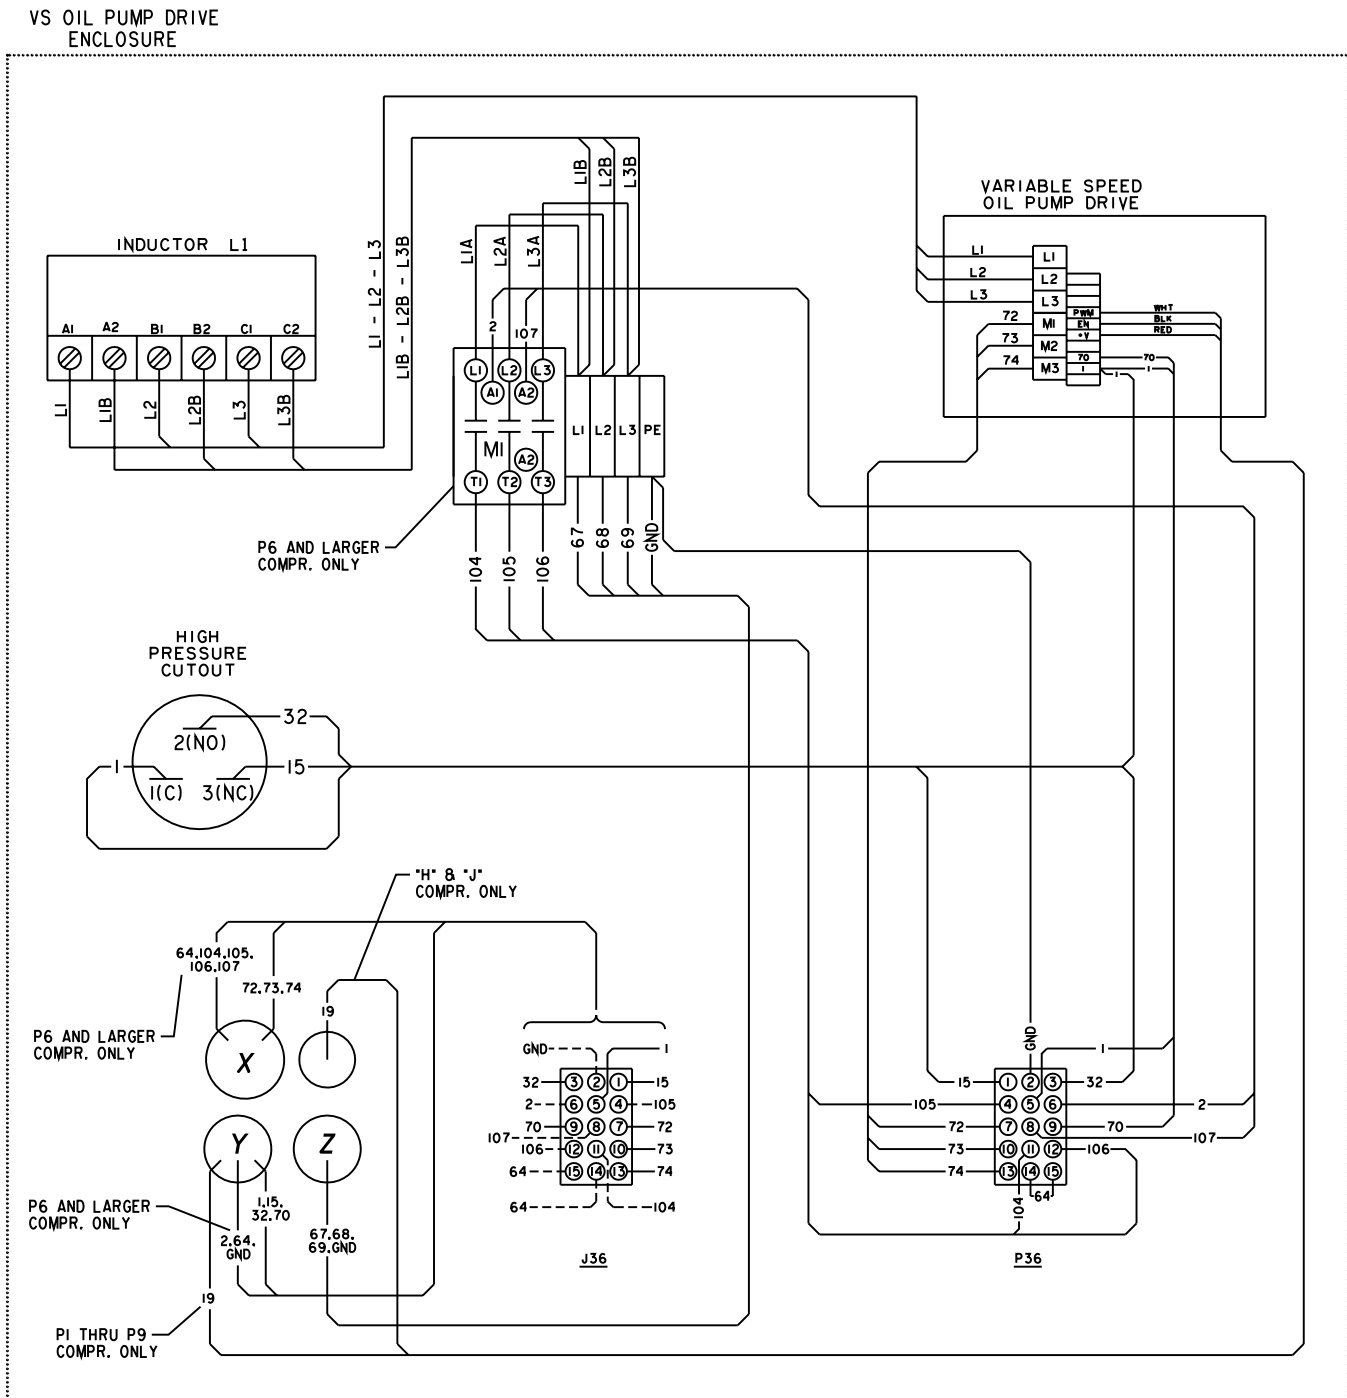 VS OIL PUMP DRIVE
ENCLOSURE
INDUCTOR L1
A1 A2 B1 B2 C1 C2
L1 L1B L2 L2B L3 L3B
L1 - L2 - L3
L1B - L2B - L3B
L1B L2B L3B
L1A L2A L3A
2 107
L1 L2 L3
A1 A2
M1
A2
T1 T2 T3
L1 L2 L3 PE
104 105 106
67 68 69 GND
P6 AND LARGER
COMPR. ONLY
VARIABLE SPEED
OIL PUMP DRIVE
L1 L1
L2 L2
L3 L3
72 M1
73 M2
74 M3
PWM WHT
EN BLK
+V RED
70 70
1 1
1
HIGH
PRESSURE
CUTOUT
32
2(NO)
1 15
1(C) 3(NC)
"H" & "J"
COMPR. ONLY
64,104,105,
106,107
72,73,74
19
P6 AND LARGER
COMPR. ONLY
X
Y Z
P6 AND LARGER
COMPR. ONLY
1,15,
32,70
2,64,
GND
67,68,
69,GND
19
P1 THRU P9
COMPR. ONLY
GND 1
32 3 2 1 15
2 6 5 4 105
70 9 8 7 72
107
106 12 11 10 73
64 15 14 13 74
64 104
J36
GND 1
15 1 2 3 32
105 4 5 6 2
72 7 8 9 70
107
73 10 11 12 106
74 13 14 15
104 64
P36